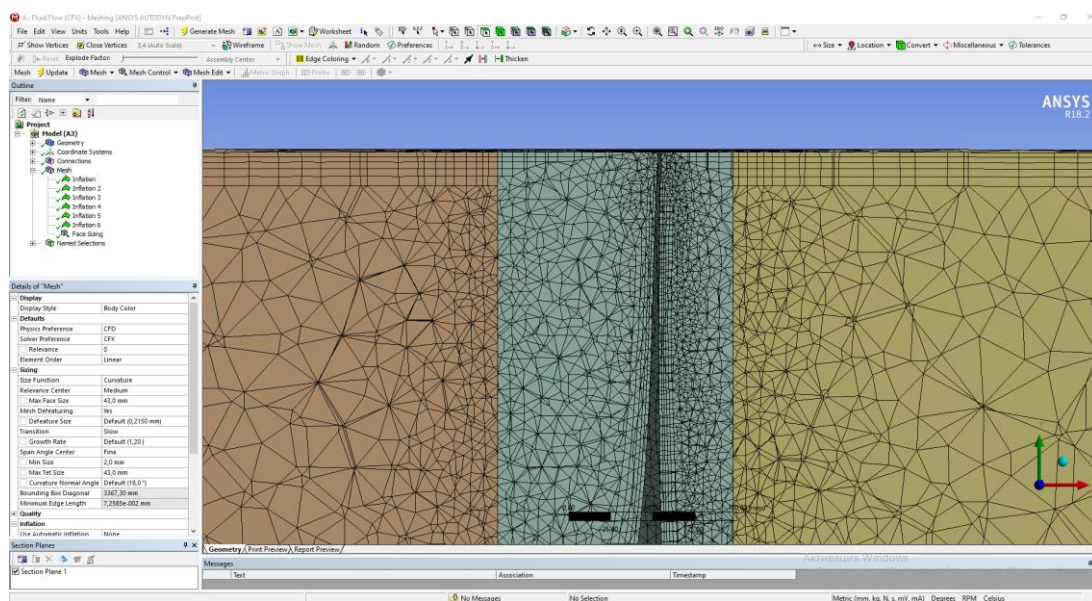 A : Fluid Flow (CFX) - Meshing [ANSYS AUTODYN PrepPost]
File Edit View Units Tools Help Generate Mesh Worksheet
Show Vertices Close Vertices 3,4 (Auto Scale) Wireframe Show Mesh Random Preferences Size Location Convert Miscellaneous Tolerances
Reset Explode Factor: Assembly Center Edge Coloring Thicken
Mesh Update Mesh Mesh Control Mesh Edit Metric Graph Probe
Outline
Filter: Name
Project
Model (A3)
Geometry
Coordinate Systems
Connections
Mesh
Inflation
Inflation 2
Inflation 3
Inflation 4
Inflation 5
Inflation 6
Face Sizing
Named Selections
ANSYS
R18.2
Details of "Mesh"
Display
Display Style Body Color
Defaults
Physics Preference CFD
Solver Preference CFX
Relevance 0
Element Order Linear
Sizing
Size Function Curvature
Relevance Center Medium
Max Face Size 43,0 mm
Mesh Defeaturing Yes
Defeature Size Default (0,2150 mm)
Transition Slow
Growth Rate Default (1,20 )
Span Angle Center Fine
Min Size 2,0 mm
Max Tet Size 43,0 mm
Curvature Normal Angle Default (18,0 °)
Bounding Box Diagonal 3367,30 mm
Minimum Edge Length 7,2585e-002 mm
Quality
Inflation
Use Automatic Inflation None
Section Planes
Section Plane 1
Geometry Print Preview Report Preview
Messages
Text Association Timestamp
Активация Windows
No Messages No Selection Metric (mm, kg, N, s, mV, mA) Degrees RPM Celsius